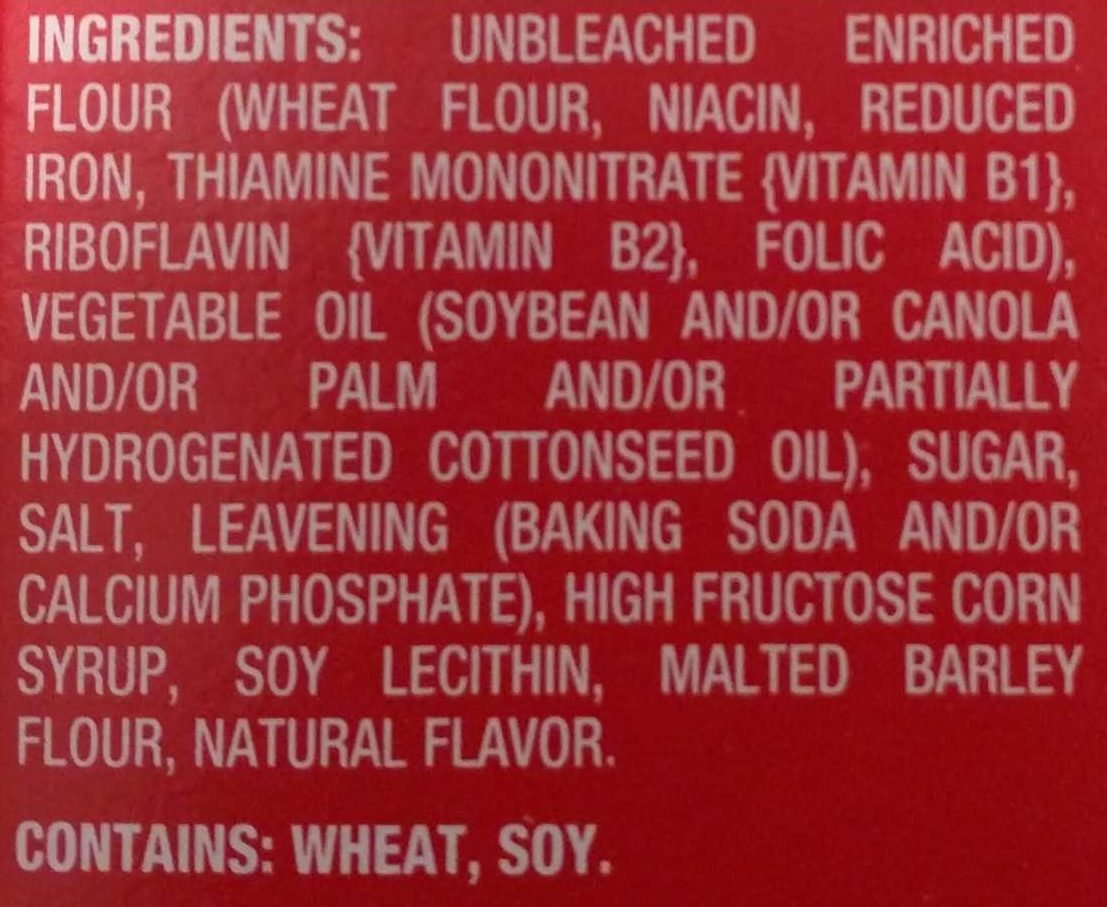 INGREDIENTS: UNBLEACHED ENRICHED
FLOUR (WHEAT FLOUR, NIACIN, REDUCED
IRON, THIAMINE MONONITRATE {VITAMIN B1},
RIBOFLAVIN {VITAMIN B2}, FOLIC ACID),
VEGETABLE OIL (SOYBEAN AND/OR CANOLA
AND/OR PALM AND/OR PARTIALLY
HYDROGENATED COTTONSEED OIL), SUGAR,
SALT, LEAVENING (BAKING SODA AND/OR
CALCIUM PHOSPHATE), HIGH FRUCTOSE CORN
SYRUP, SOY LECITHIN, MALTED BARLEY
FLOUR, NATURAL FLAVOR.
CONTAINS: WHEAT, SOY.